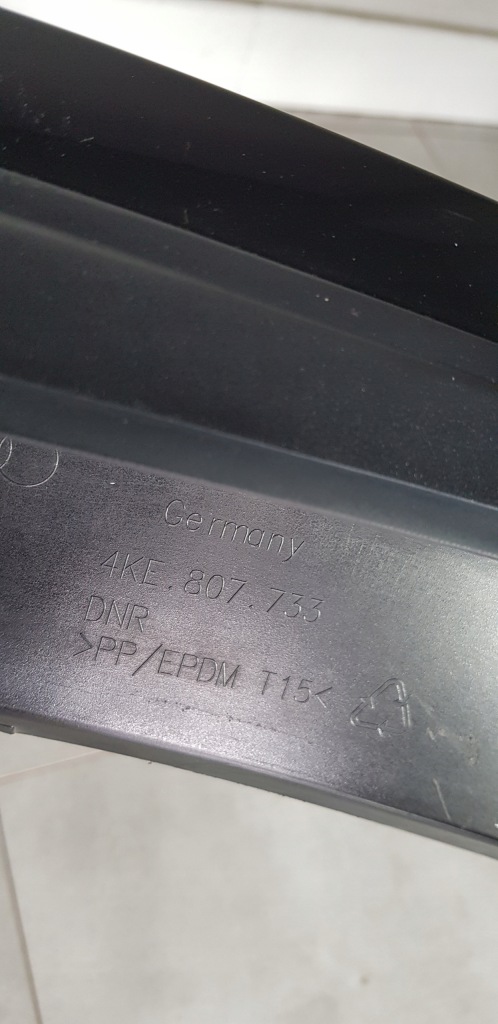 Germany
4KE.807.733
DNR
>PP/EPDM T15<